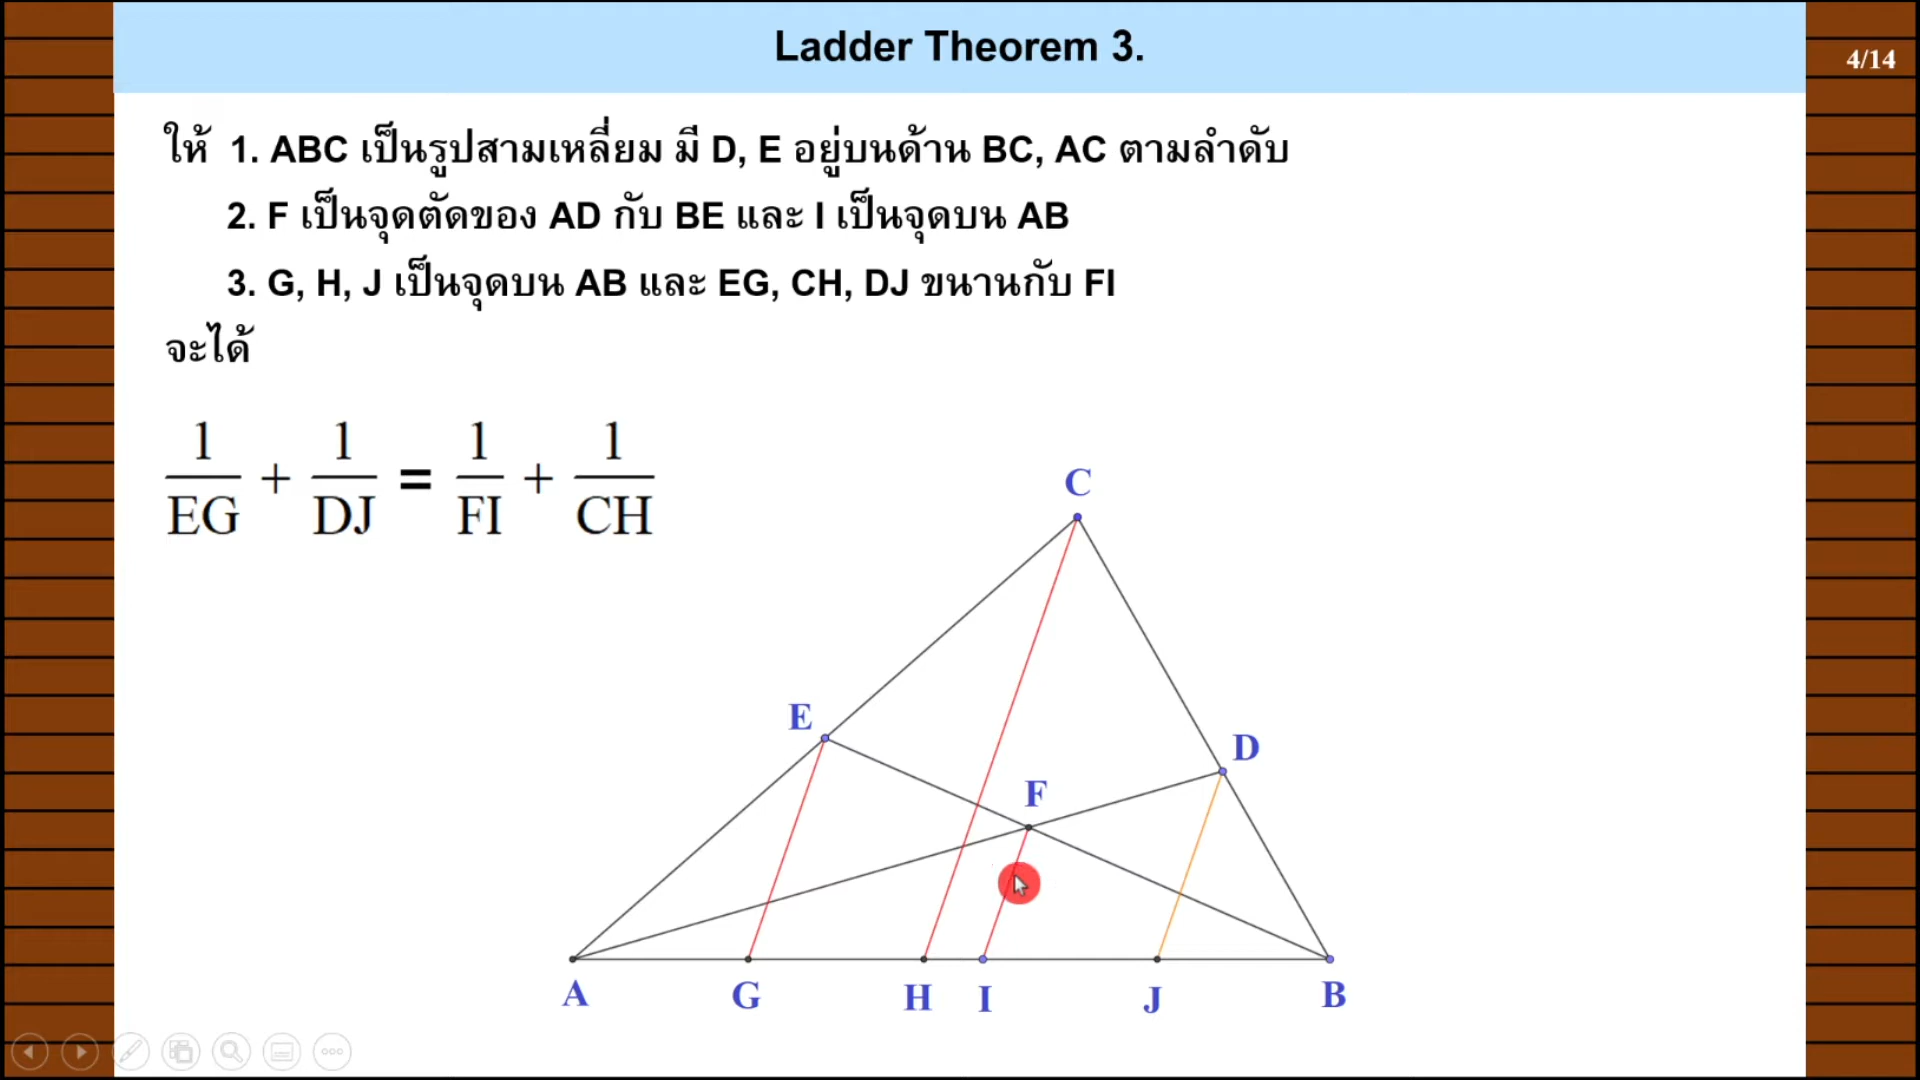 Ladder Theorem 3.
4/14
ให้ 1. ABC เป็นรูปสามเหลี่ยม มี D, E อยู่บนด้าน BC, AC ตามลำดับ
2. F เป็นจุดตัดของ AD กับ BE และ I เป็นจุดบน AB
3. G, H, J เป็นจุดบน AB และ EG, CH, DJ ขนานกับ FI
จะได้
1/EG + 1/DJ = 1/FI + 1/CH
C
E
D
F
A G H I J B